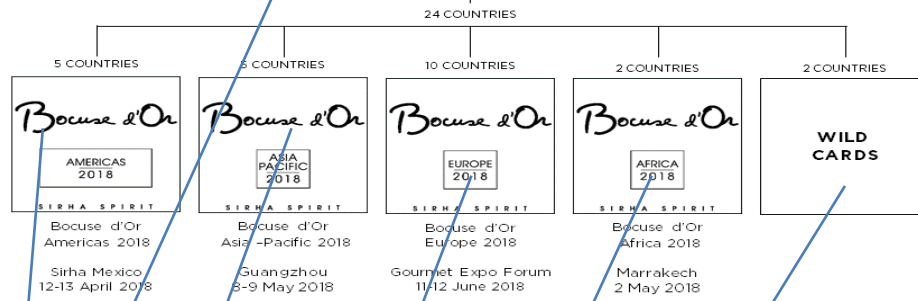 24 COUNTRIES
5 COUNTRIES
5 COUNTRIES
10 COUNTRIES
2 COUNTRIES
2 COUNTRIES
Bocuse d'Or
AMERICAS
2018
SIRHA SPIRIT
Bocuse d'Or
Americas 2018
Sirha Mexico
12-13 April 2018
Bocuse d'Or
ASIA
PACIFIC
2018
SIRHA SPIRIT
Bocuse d'Or
Asia –Pacific 2018
Guangzhou
8-9 May 2018
Bocuse d'Or
EUROPE
2018
SIRHA SPIRIT
Bocuse d'Or
Europe 2018
Gourmet Expo Forum
11-12 June 2018
Bocuse d'Or
AFRICA
2018
SIRHA SPIRIT
Bocuse d'Or
Africa 2018
Marrakech
2 May 2018
WILD
CARDS